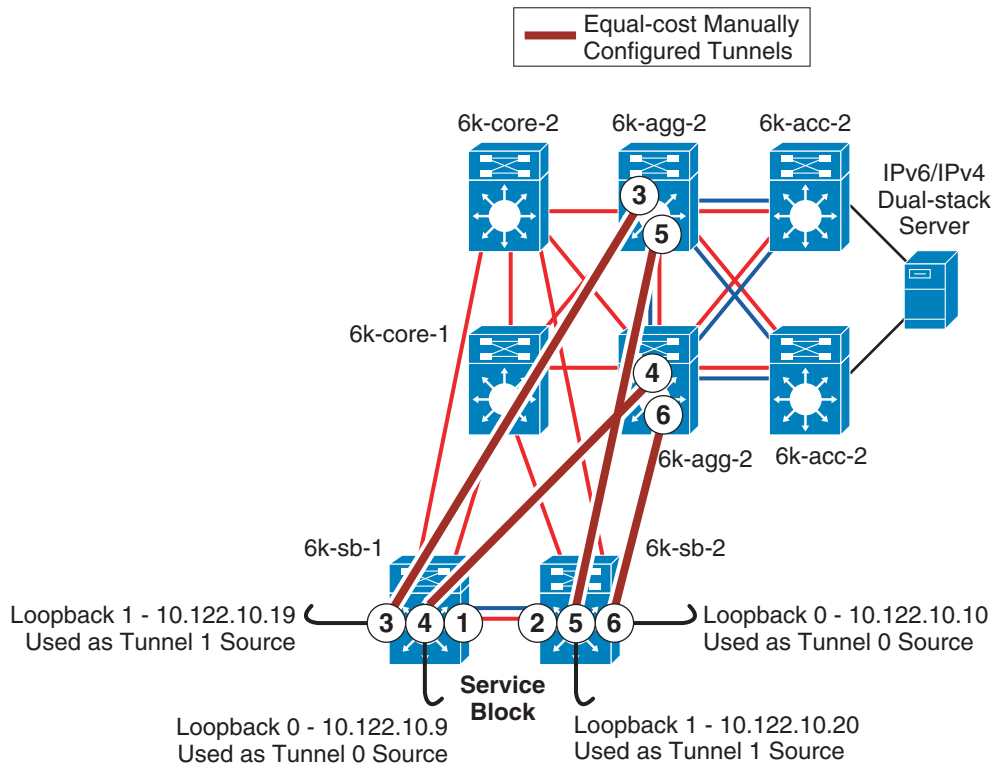 Equal-cost Manually
Configured Tunnels
6k-core-2
6k-agg-2
6k-acc-2
IPv6/IPv4
Dual-stack
Server
3
5
6k-core-1
4
6
6k-agg-2
6k-acc-2
6k-sb-1
6k-sb-2
Loopback 1 - 10.122.10.19
Used as Tunnel 1 Source
3
4
1
2
5
6
Loopback 0 - 10.122.10.10
Used as Tunnel 0 Source
Service
Block
Loopback 0 - 10.122.10.9
Used as Tunnel 0 Source
Loopback 1 - 10.122.10.20
Used as Tunnel 1 Source